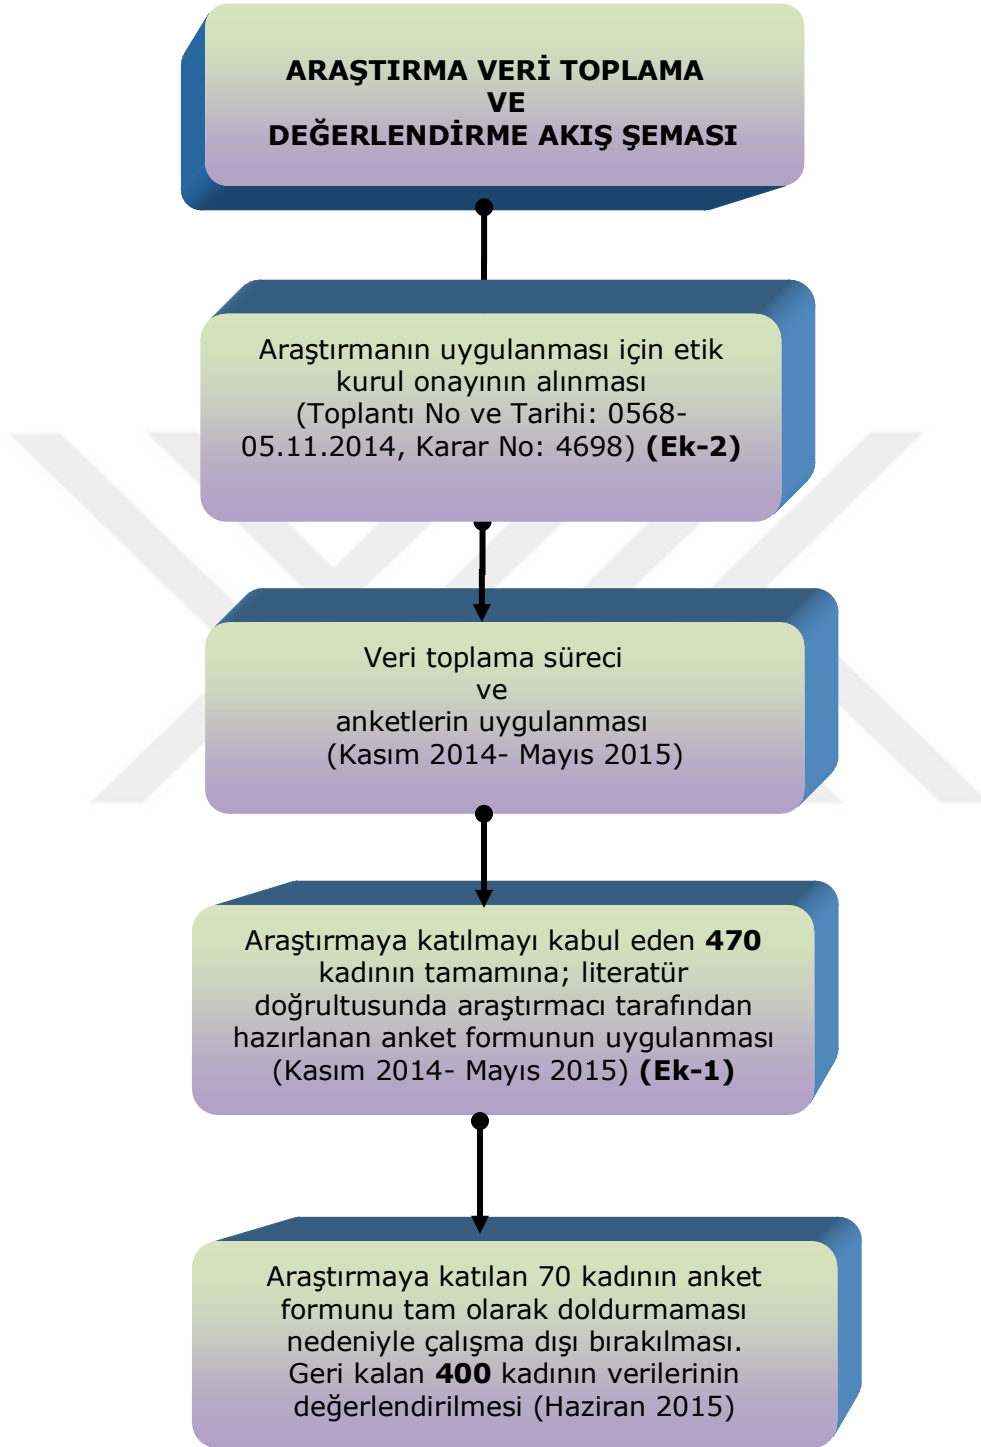 ARAŞTIRMA VERİ TOPLAMA
VE
DEĞERLENDİRME AKIŞ ŞEMASI
Araştırmanın uygulanması için etik
kurul onayının alınması
(Toplantı No ve Tarihi: 0568-
05.11.2014, Karar No: 4698) (Ek-2)
Veri toplama süreci
ve
anketlerin uygulanması
(Kasım 2014- Mayıs 2015)
Araştırmaya katılmayı kabul eden 470
kadının tamamına; literatür
doğrultusunda araştırmacı tarafından
hazırlanan anket formunun uygulanması
(Kasım 2014- Mayıs 2015) (Ek-1)
Araştırmaya katılan 70 kadının anket
formunu tam olarak doldurmaması
nedeniyle çalışma dışı bırakılması.
Geri kalan 400 kadının verilerinin
değerlendirilmesi (Haziran 2015)